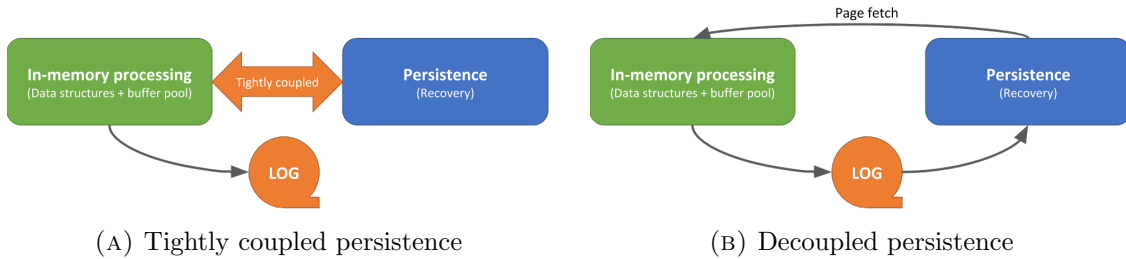 In-memory processing
(Data structures + buffer pool)
Tightly coupled
Persistence
(Recovery)
LOG
(A) Tightly coupled persistence
Page fetch
In-memory processing
(Data structures + buffer pool)
Persistence
(Recovery)
LOG
(B) Decoupled persistence